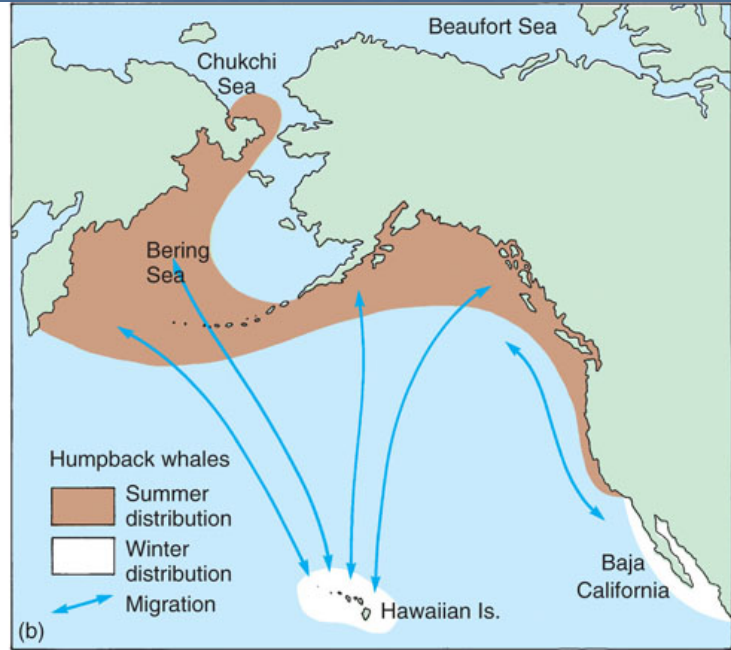 Beaufort Sea
Chukchi
Sea
Bering
Sea
Humpback whales
Summer
distribution
Winter
distribution
Migration
Baja
California
Hawaiian Is.
(b)